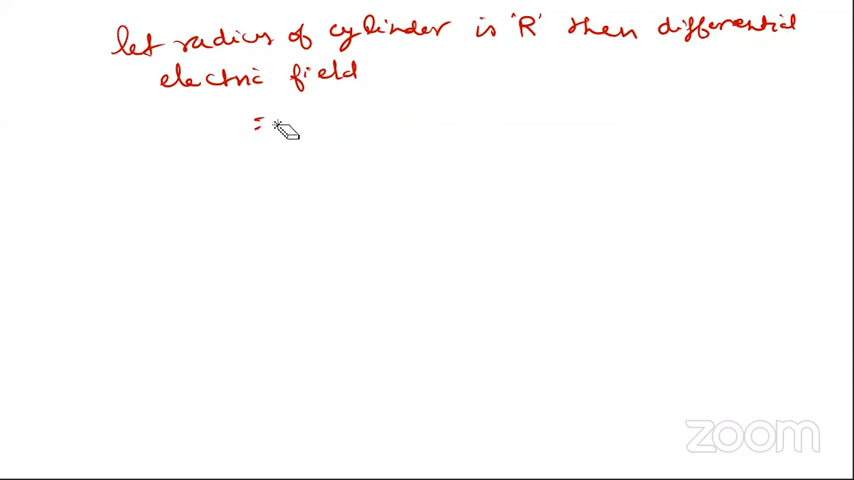 let radius of cylinder is 'R' then differential
electric field
=
zoom